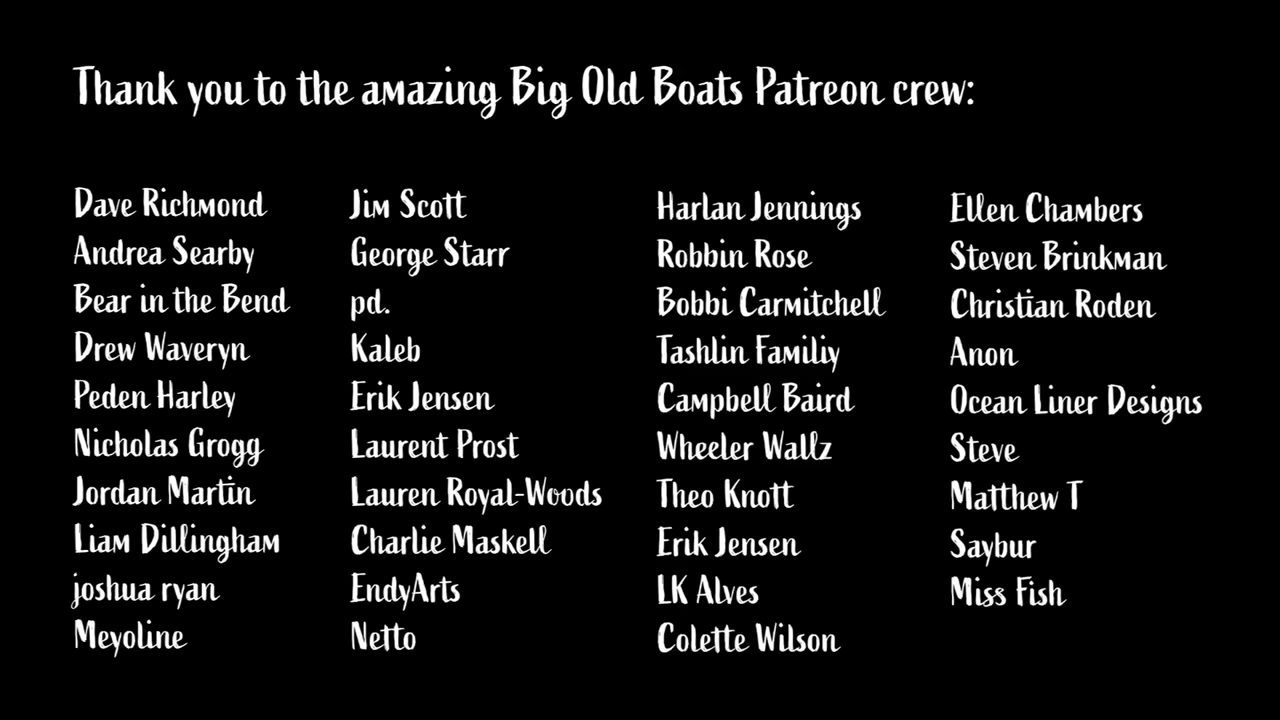 Thank you to the amazing Big Old Boats Patreon crew:
Dave Richmond
Andrea Searby
Bear in the Bend
Drew Waveryn
Peden Harley
Nicholas Grogg
Jordan Martin
Liam Dillingham
joshua ryan
Meyoline
Jim Scott
George Starr
pd.
Kaleb
Erik Jensen
Laurent Prost
Lauren Royal-Woods
Charlie Maskell
EndyArts
Netto
Harlan Jennings
Robbin Rose
Bobbi Carmitchell
Tashlin Familiy
Campbell Baird
Wheeler Wallz
Theo Knott
Erik Jensen
LK Alves
Colette Wilson
Ellen Chambers
Steven Brinkman
Christian Roden
Anon
Ocean Liner Designs
Steve
Matthew T
Saybur
Miss Fish